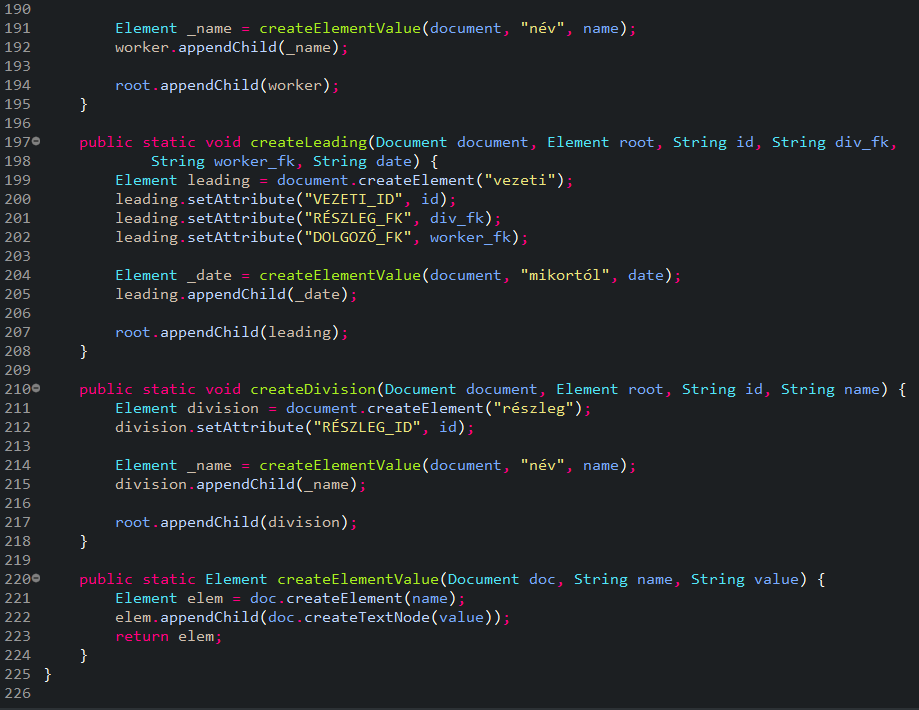 190
191         Element _name = createElementValue(document, "név", name);
192         worker.appendChild(_name);
193
194         root.appendChild(worker);
195     }
196
197     public static void createLeading(Document document, Element root, String id, String div_fk,
198             String worker_fk, String date) {
199         Element leading = document.createElement("vezeti");
200         leading.setAttribute("VEZETI_ID", id);
201         leading.setAttribute("RÉSZLEG_FK", div_fk);
202         leading.setAttribute("DOLGOZÓ_FK", worker_fk);
203
204         Element _date = createElementValue(document, "mikortól", date);
205         leading.appendChild(_date);
206
207         root.appendChild(leading);
208     }
209
210     public static void createDivision(Document document, Element root, String id, String name) {
211         Element division = document.createElement("részleg");
212         division.setAttribute("RÉSZLEG_ID", id);
213
214         Element _name = createElementValue(document, "név", name);
215         division.appendChild(_name);
216
217         root.appendChild(division);
218     }
219
220     public static Element createElementValue(Document doc, String name, String value) {
221         Element elem = doc.createElement(name);
222         elem.appendChild(doc.createTextNode(value));
223         return elem;
224     }
225 }
226